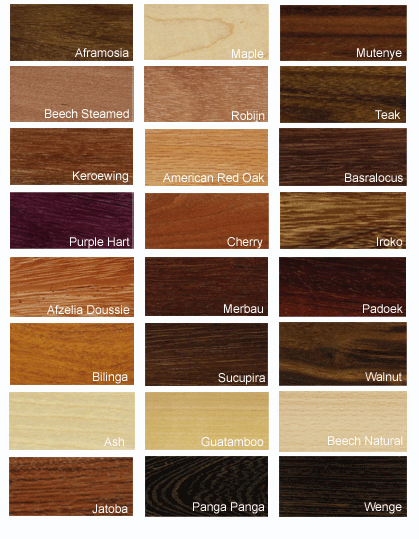 Aframosia
Maple
Mutenye
Beech Steamed
Robijn
Teak
Keroewing
American Red Oak
Basralocus
Purple Hart
Cherry
Iroko
Afzelia Doussie
Merbau
Padoek
Bilinga
Sucupira
Walnut
Ash
Guatamboo
Beech Natural
Jatoba
Panga Panga
Wenge